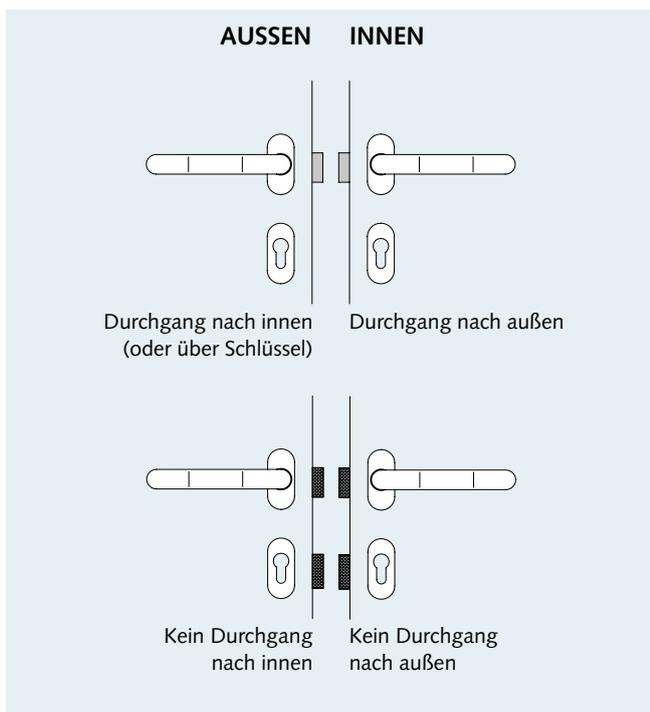 AUSSEN INNEN
Durchgang nach innen
(oder über Schlüssel)
Durchgang nach außen
Kein Durchgang
nach innen
Kein Durchgang
nach außen